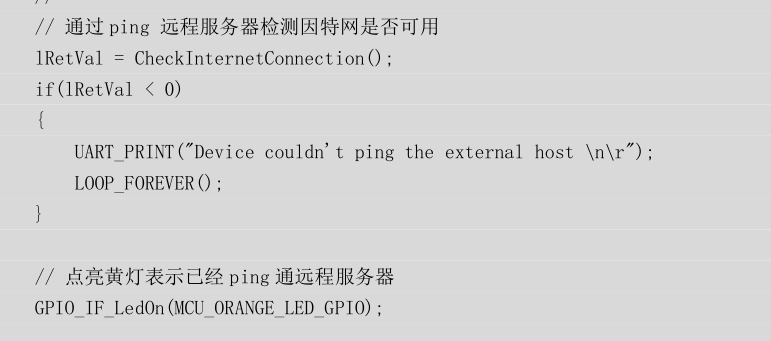 //
// 通过 ping 远程服务器检测因特网是否可用
lRetVal = CheckInternetConnection();
if(lRetVal < 0)
{
UART_PRINT("Device couldn't ping the external host \n\r");
LOOP_FOREVER();
}
// 点亮黄灯表示已经 ping 通远程服务器
GPIO_IF_LedOn(MCU_ORANGE_LED_GPIO);